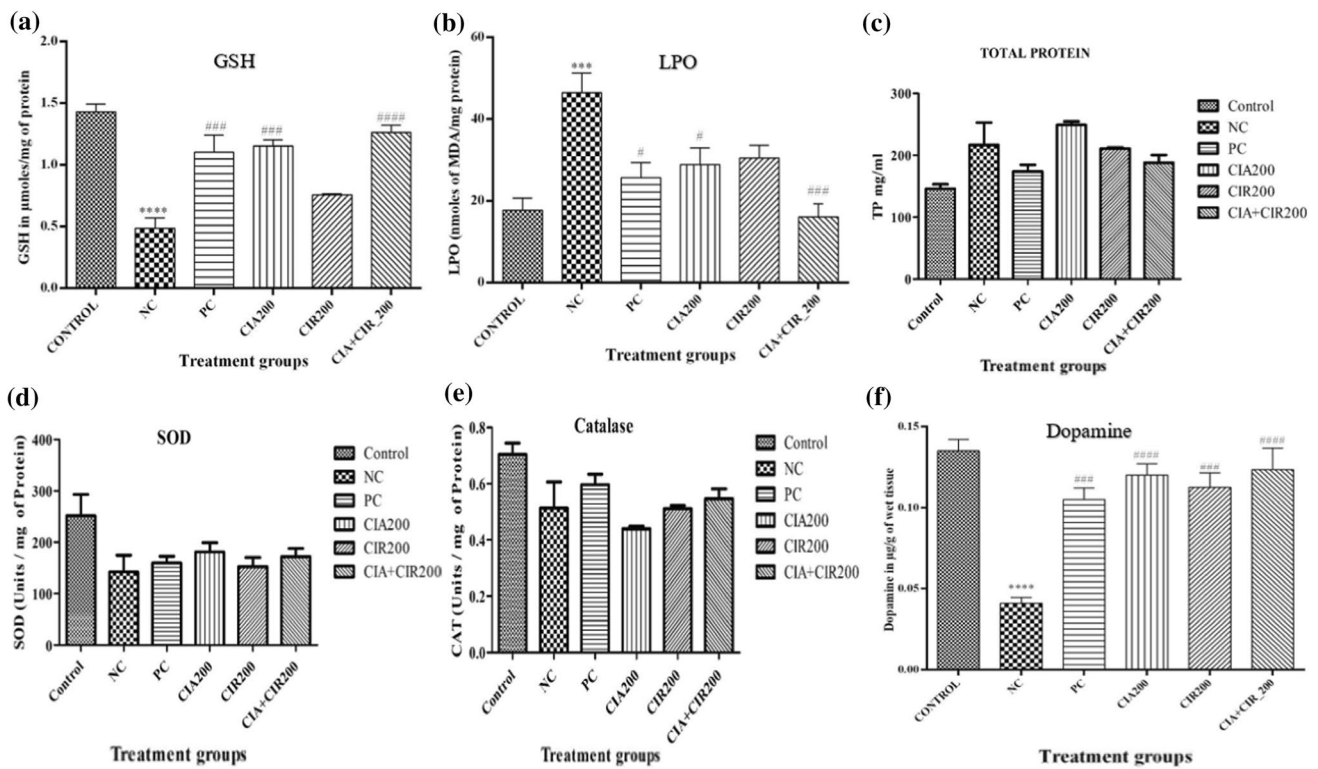 (a)
GSH
GSH in μmoles/mg of protein
2.0
1.5
1.0
0.5
0.0
****
###
###
####
CONTROL
NC
PC
CIA200
CIR200
CIA+CIR_200
Treatment groups
(b)
LPO
LPO (nmoles of MDA/mg protein)
60
40
20
0
***
#
#
###
CONTROL
NC
PC
CIA200
CIR200
CIA+CIR_200
Treatment groups
(c)
TOTAL PROTEIN
TP mg/ml
300
200
100
0
Control
NC
PC
CIA200
CIR200
CIA+CIR200
Treatment groups
Control
NC
PC
CIA200
CIR200
CIA+CIR200
(d)
SOD
SOD (Units / mg of Protein)
400
300
200
100
0
Control
NC
PC
CIA200
CIR200
CIA+CIR200
Treatment groups
Control
NC
PC
CIA200
CIR200
CIA+CIR200
(e)
Catalase
CAT (Units / mg of Protein)
0.8
0.6
0.4
0.2
0.0
Control
NC
PC
CIA200
CIR200
CIA+CIR200
Treatment groups
Control
NC
PC
CIA200
CIR200
CIA+CIR200
(f)
Dopamine
Dopamine in μg/g of wet tissue
0.15
0.10
0.05
0.00
****
###
####
###
####
CONTROL
NC
PC
CIA200
CIR200
CIA+CIR_200
Treatment groups